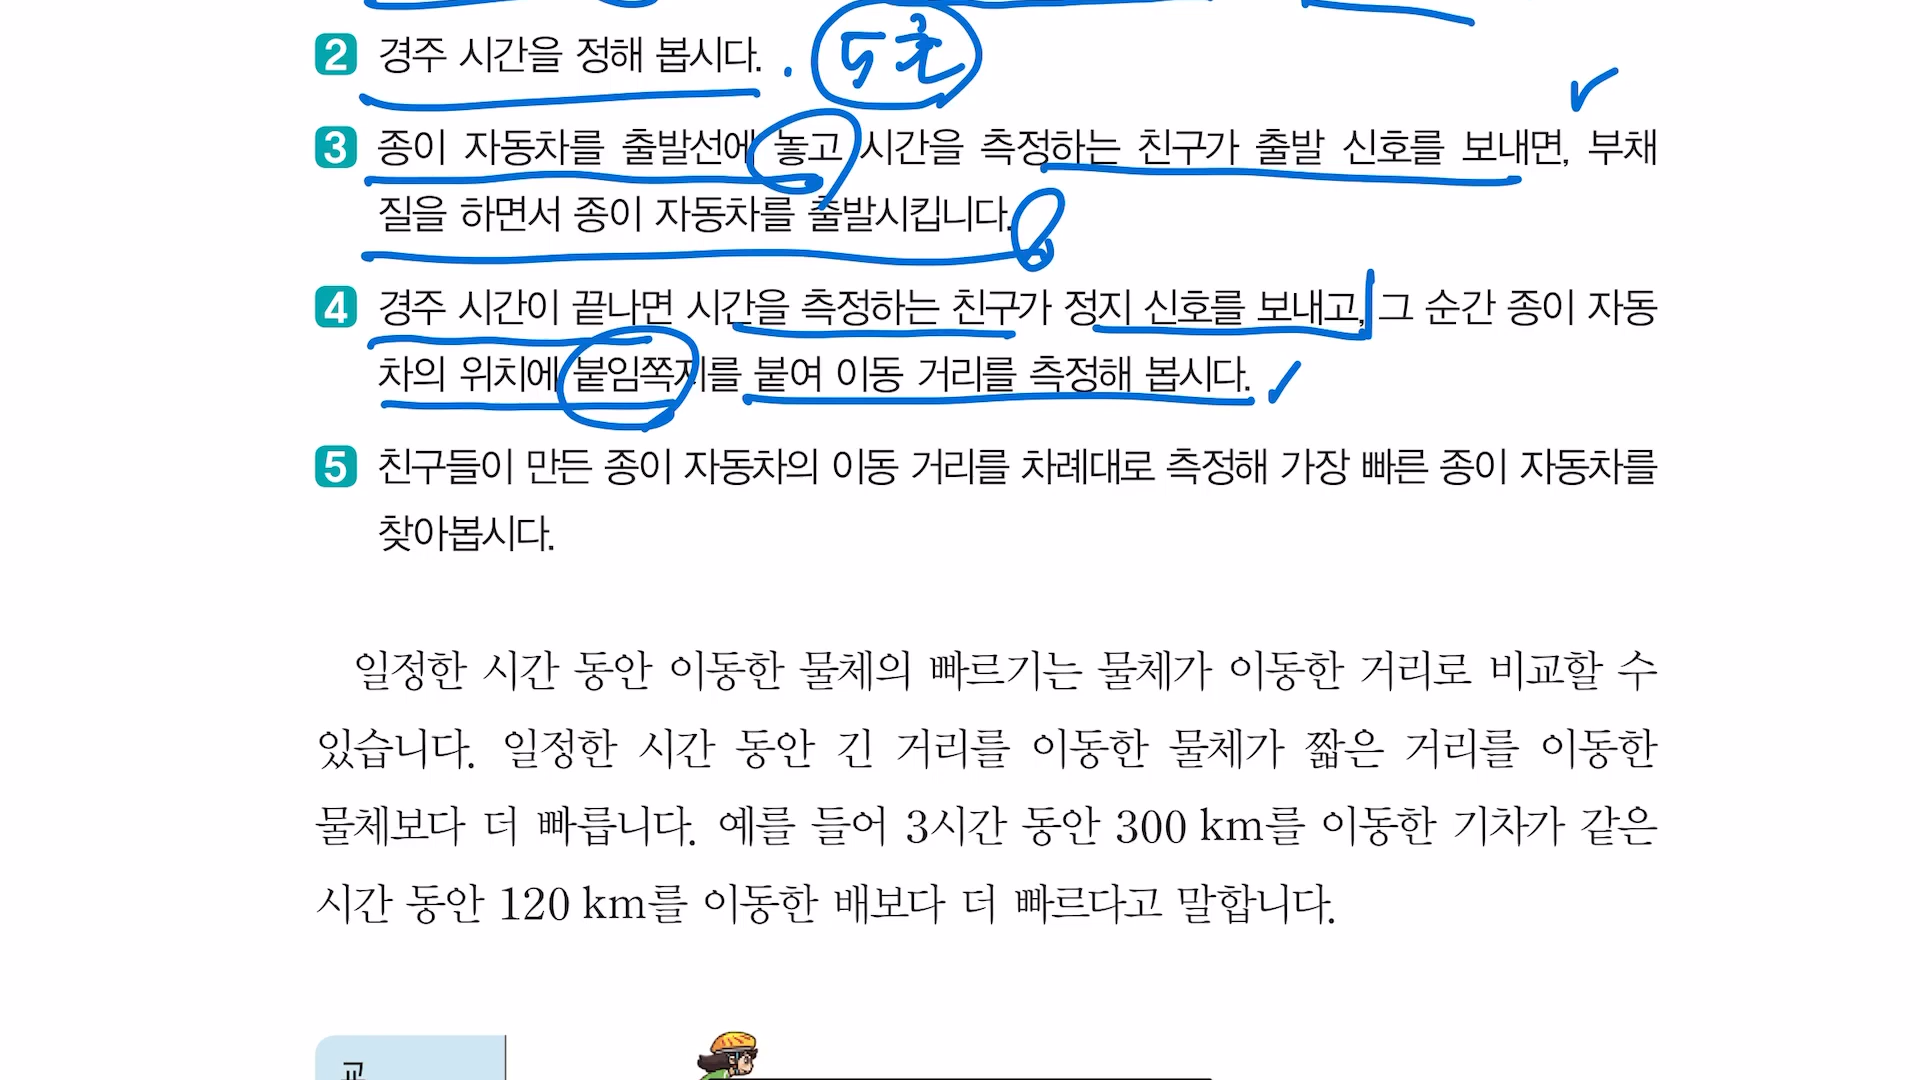 2 경주 시간을 정해 봅시다. 5초
3 종이 자동차를 출발선에 놓고 시간을 측정하는 친구가 출발 신호를 보내면, 부채
질을 하면서 종이 자동차를 출발시킵니다.
4 경주 시간이 끝나면 시간을 측정하는 친구가 정지 신호를 보내고, 그 순간 종이 자동
차의 위치에 붙임쪽지를 붙여 이동 거리를 측정해 봅시다.
5 친구들이 만든 종이 자동차의 이동 거리를 차례대로 측정해 가장 빠른 종이 자동차를
찾아봅시다.
일정한 시간 동안 이동한 물체의 빠르기는 물체가 이동한 거리로 비교할 수
있습니다. 일정한 시간 동안 긴 거리를 이동한 물체가 짧은 거리를 이동한
물체보다 더 빠릅니다. 예를 들어 3시간 동안 300 km를 이동한 기차가 같은
시간 동안 120 km를 이동한 배보다 더 빠르다고 말합니다.